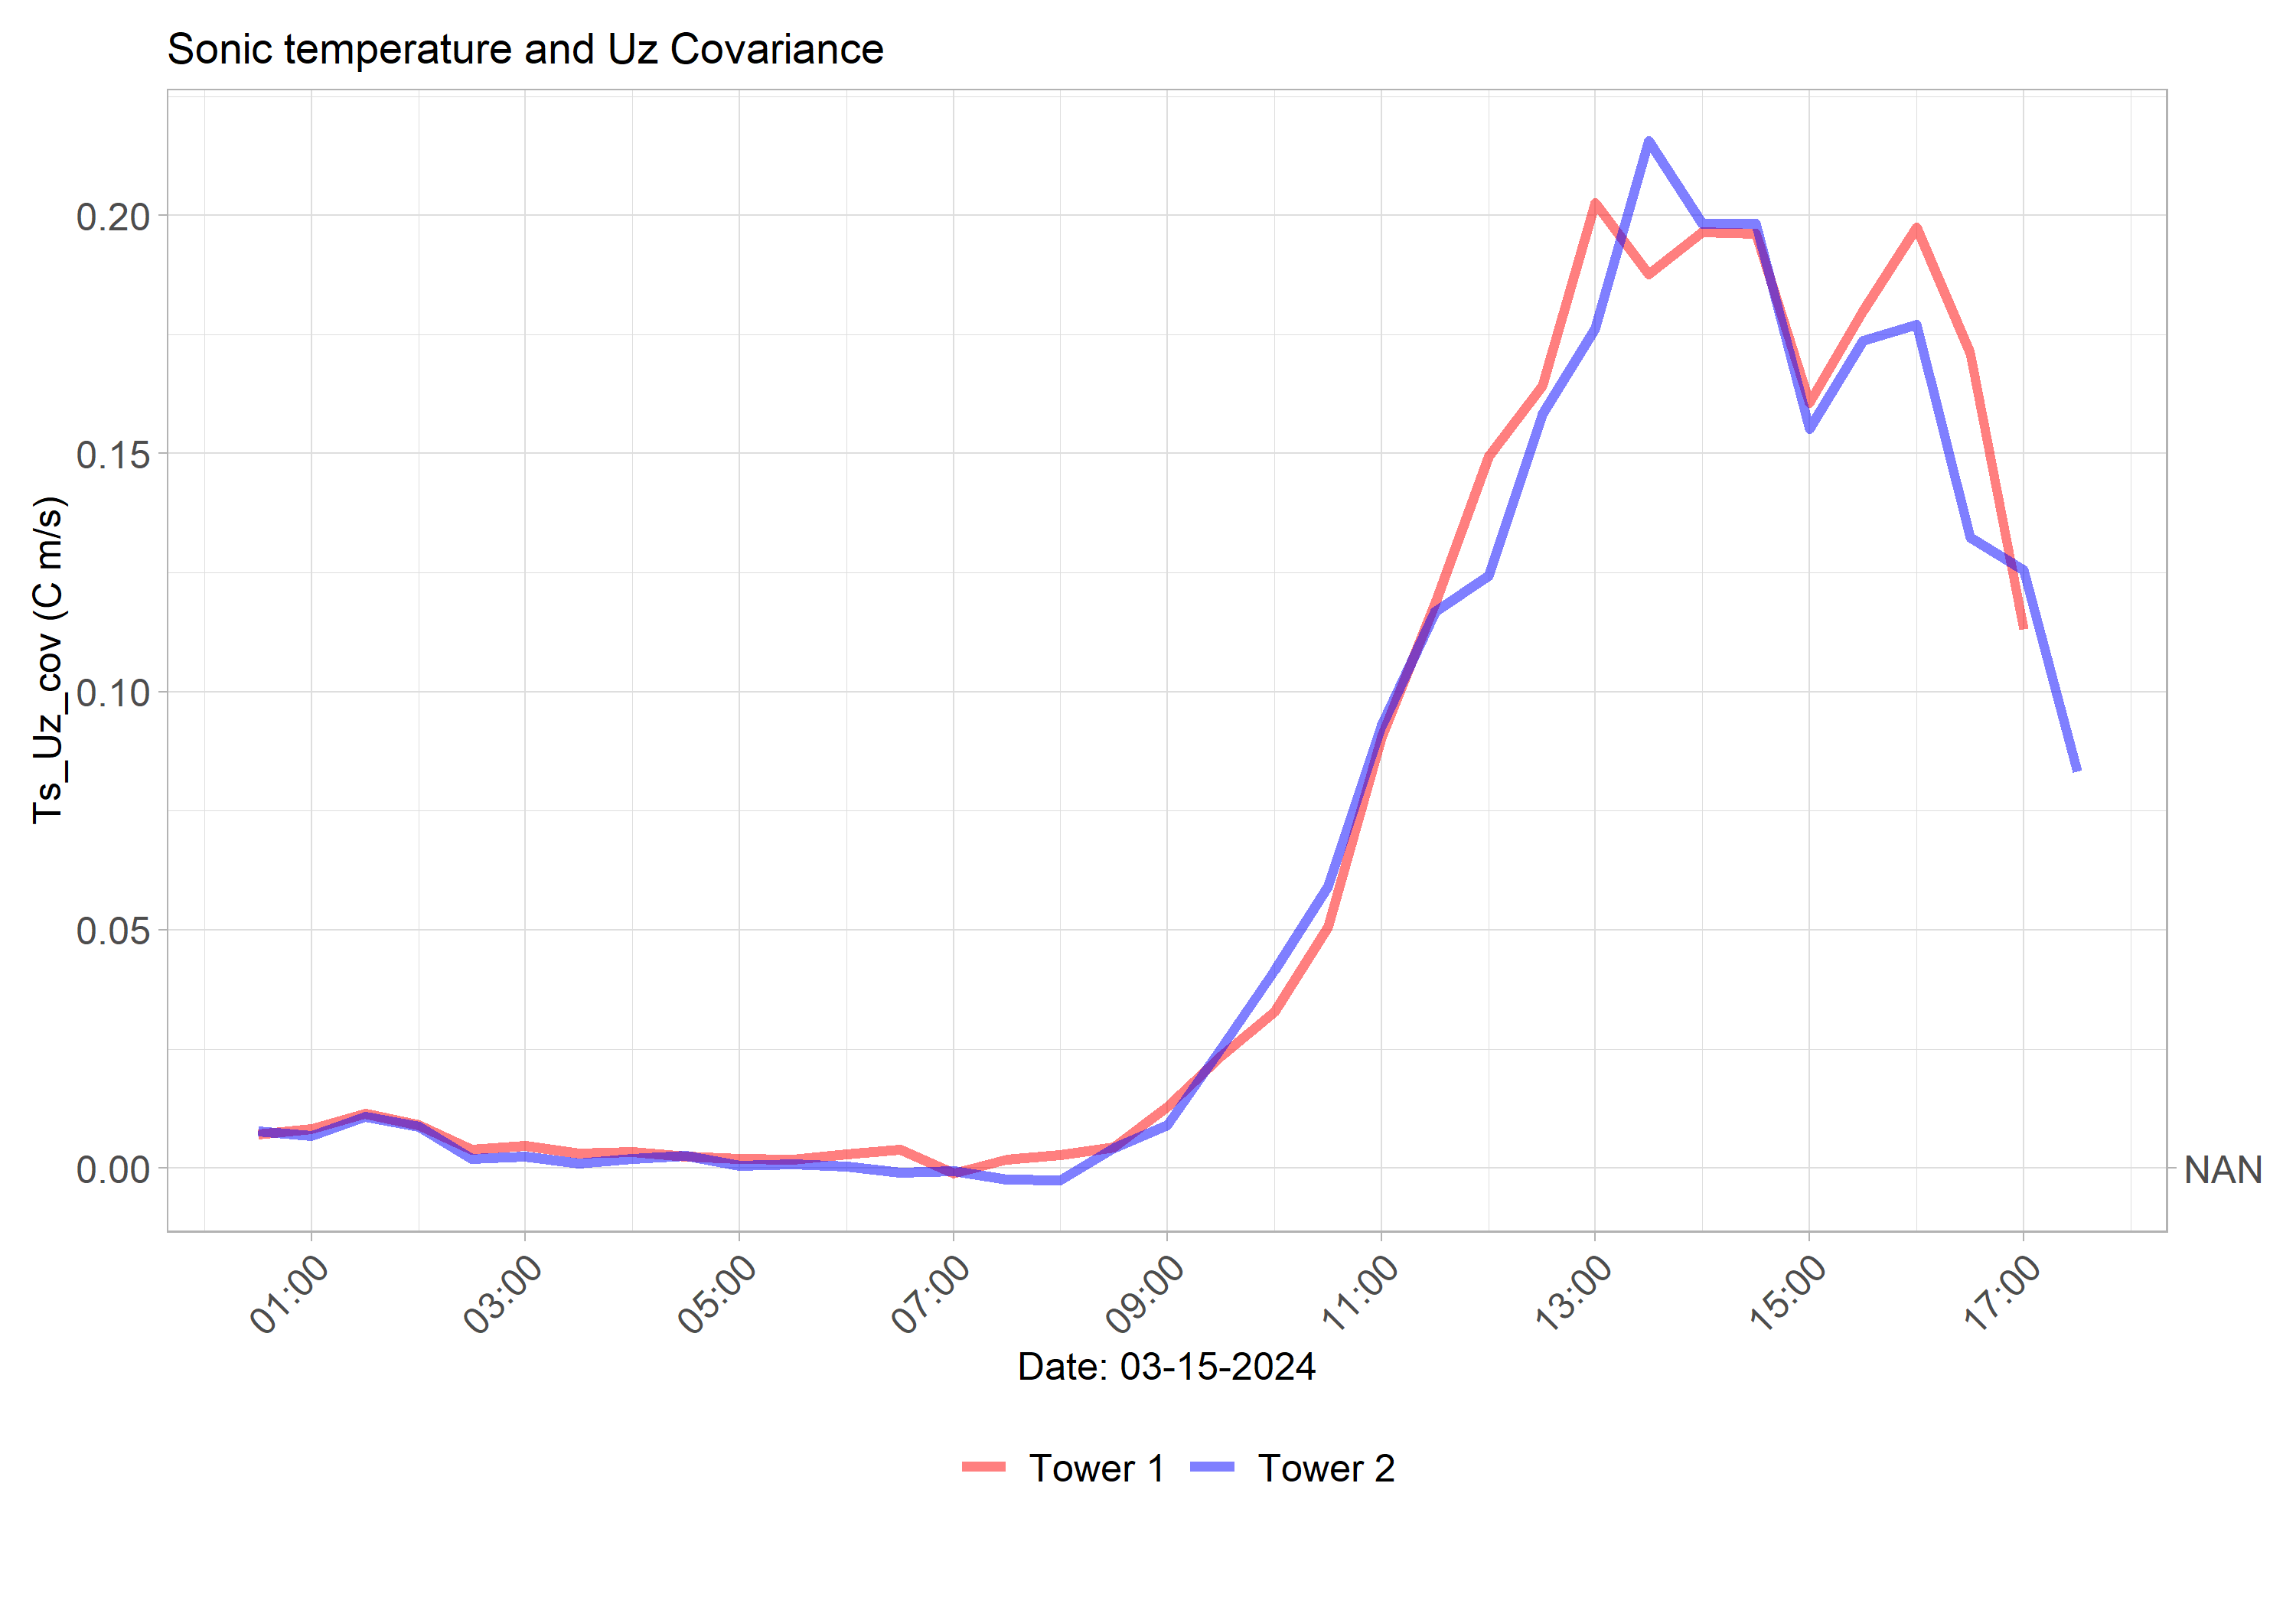 Sonic temperature and Uz Covariance
Ts_Uz_cov (C m/s)
0.20
0.15
0.10
0.05
0.00
NAN
01:00
03:00
05:00
07:00
09:00
11:00
13:00
15:00
17:00
Date: 03-15-2024
Tower 1
Tower 2